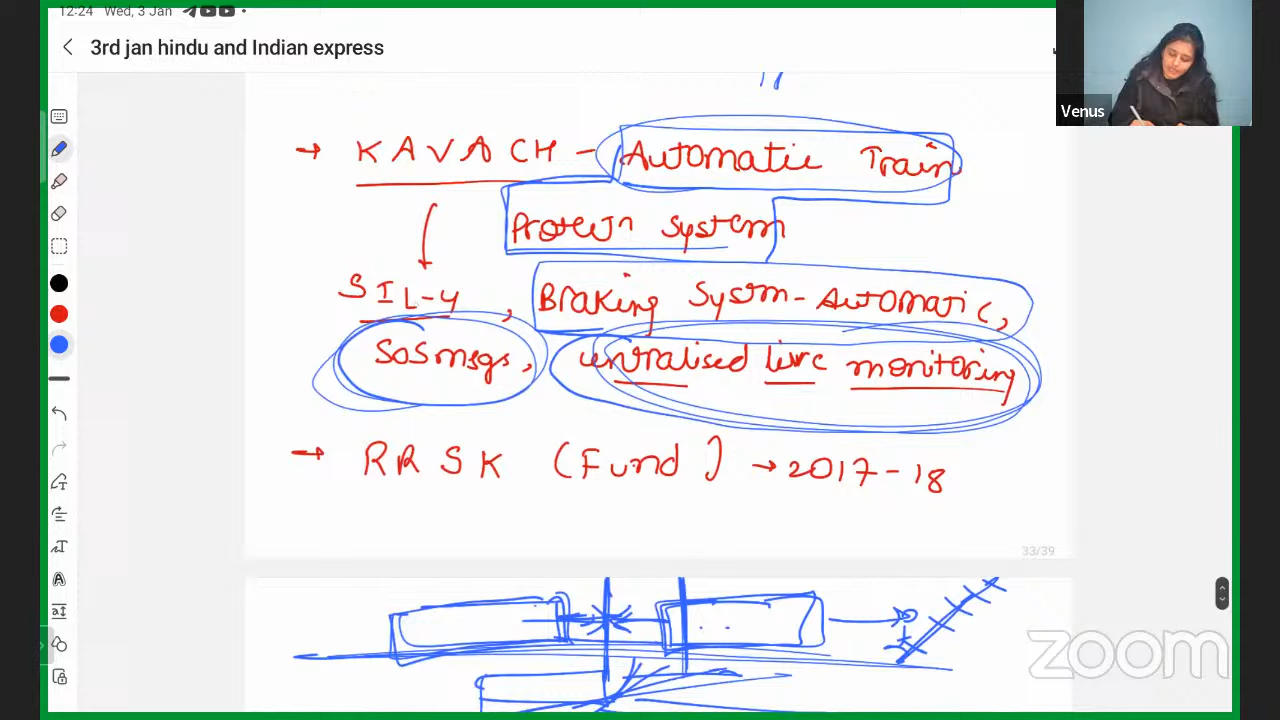 12:24 Wed, 3 Jan
3rd jan hindu and Indian express
Venus
→ KAVACH - Automatic Train
System
SIL-4, Braking System - Automatic,
SoS msgs, centralised live monitoring
→ RRSK (Fund) → 2017-18
33/39
zoom